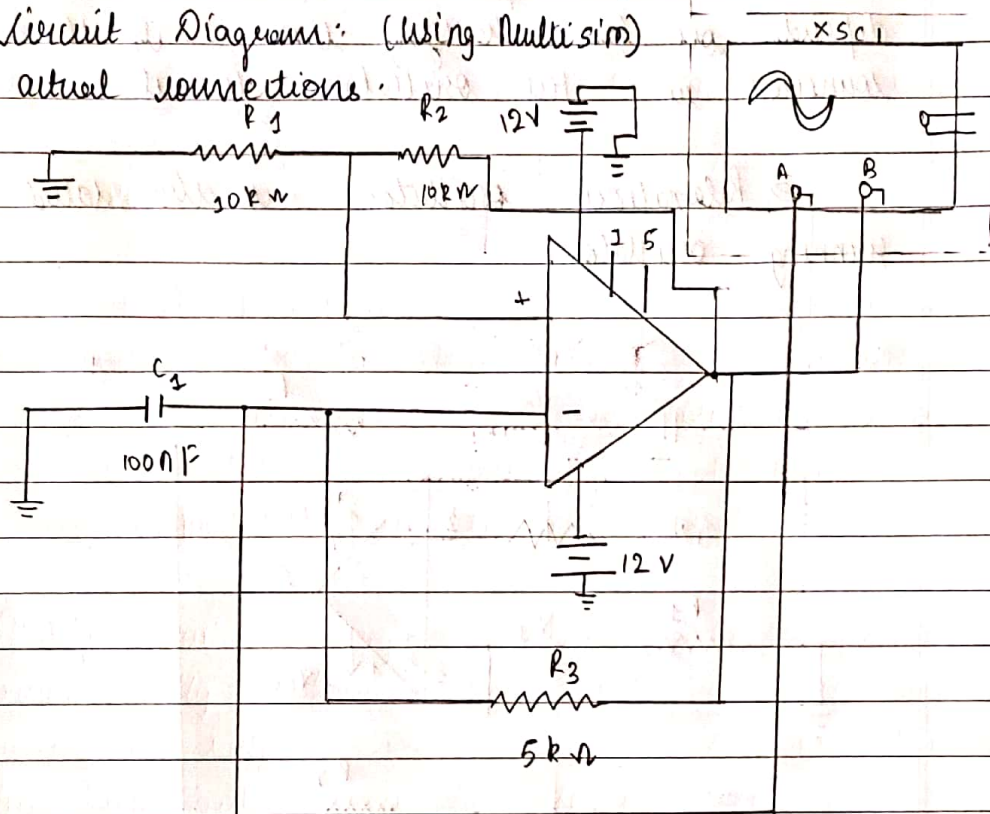 Circuit Diagram: (Using Multisim)
actual connections.
XSC1
R1
R2
12V
10kΩ
10kΩ
A
B
1 5
+
C1
-
100nF
12 V
R3
5kΩ